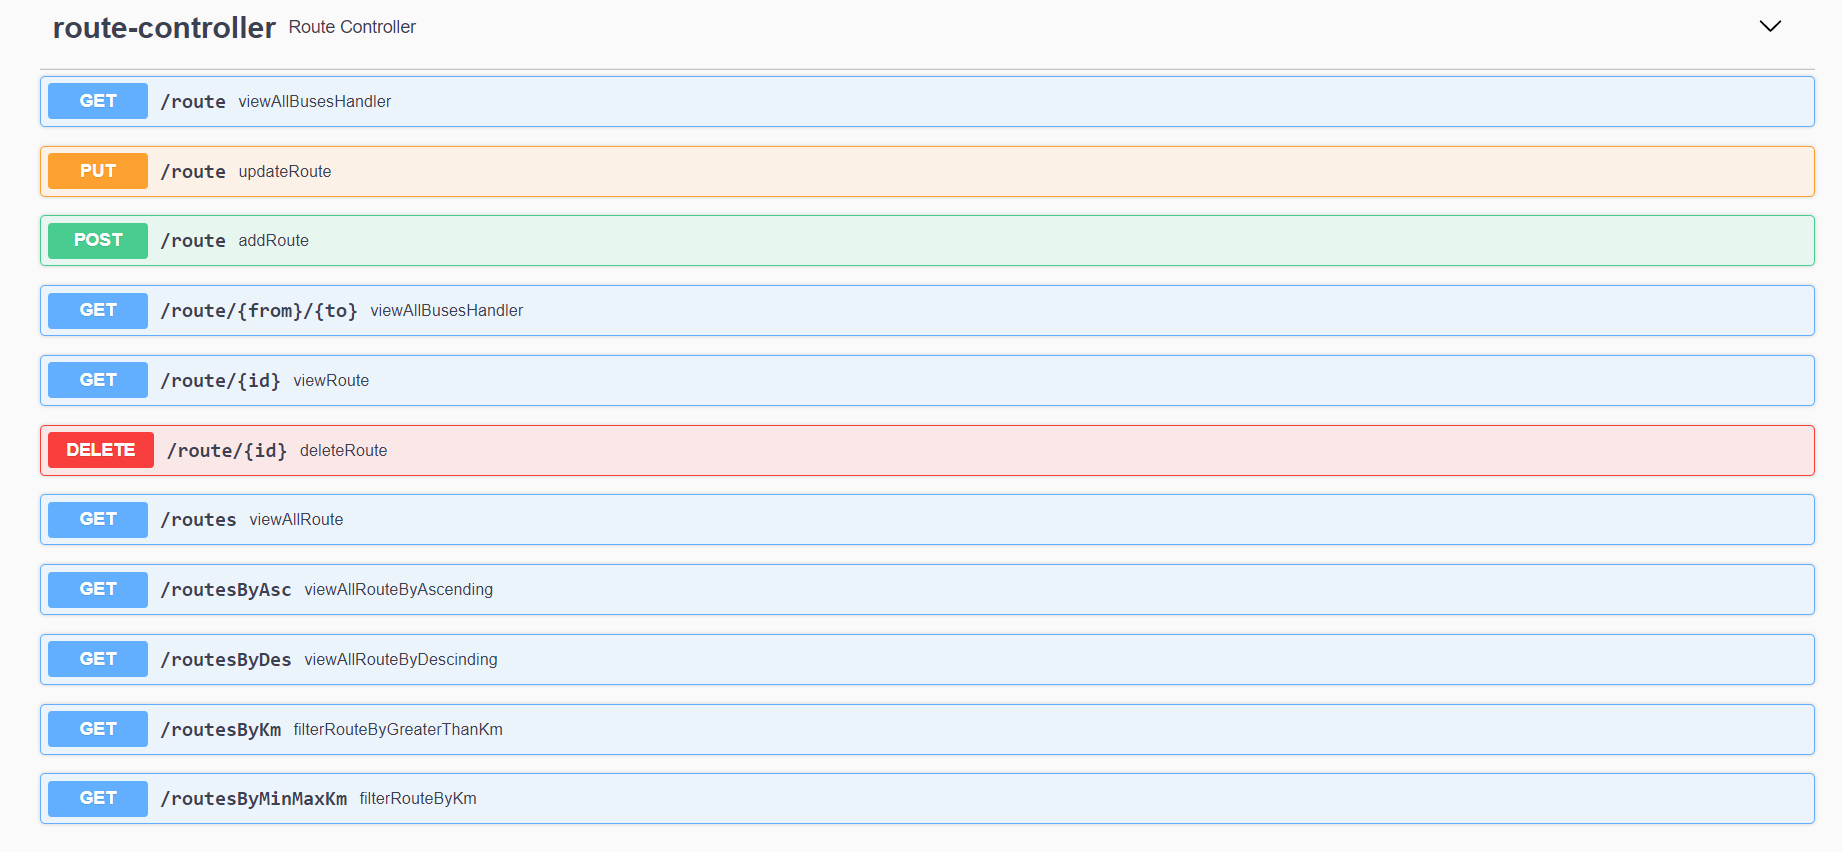 route-controller Route Controller
GET /route viewAllBusesHandler
PUT /route updateRoute
POST /route addRoute
GET /route/{from}/{to} viewAllBusesHandler
GET /route/{id} viewRoute
DELETE /route/{id} deleteRoute
GET /routes viewAllRoute
GET /routesByAsc viewAllRouteByAscending
GET /routesByDes viewAllRouteByDescinding
GET /routesByKm filterRouteByGreaterThanKm
GET /routesByMinMaxKm filterRouteByKm